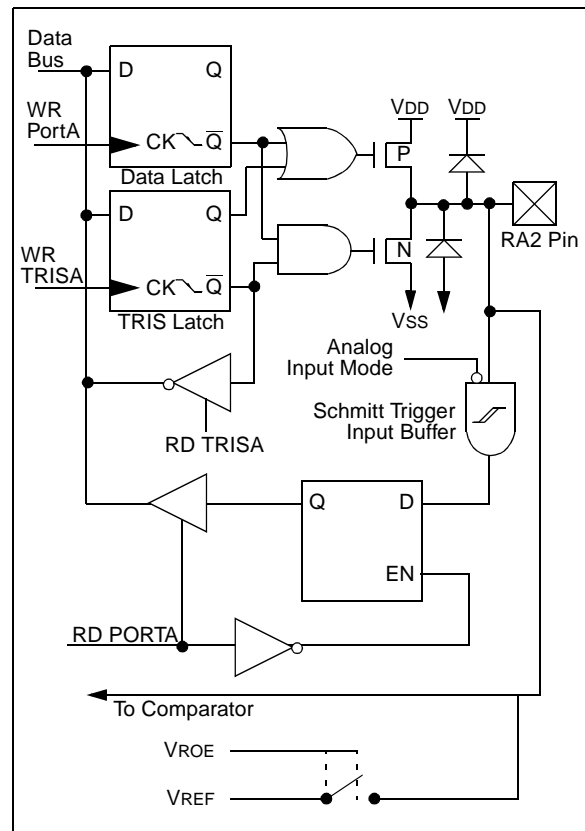 Data
Bus
D
Q
VDD
VDD
WR
PortA
CK
Q
P
Data Latch
D
Q
RA2 Pin
WR
TRISA
N
CK
Q
TRIS Latch
VSS
Analog
Input Mode
Schmitt Trigger
Input Buffer
RD TRISA
Q
D
EN
RD PORTA
To Comparator
VROE
VREF